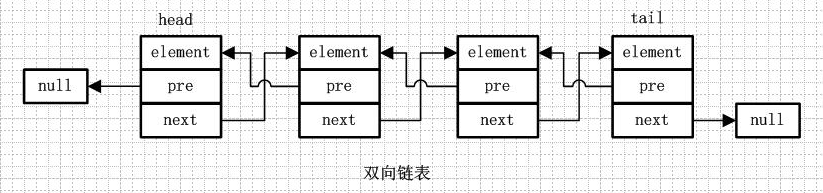 head tail
element element element element
null pre pre pre pre
next next next next null
双向链表